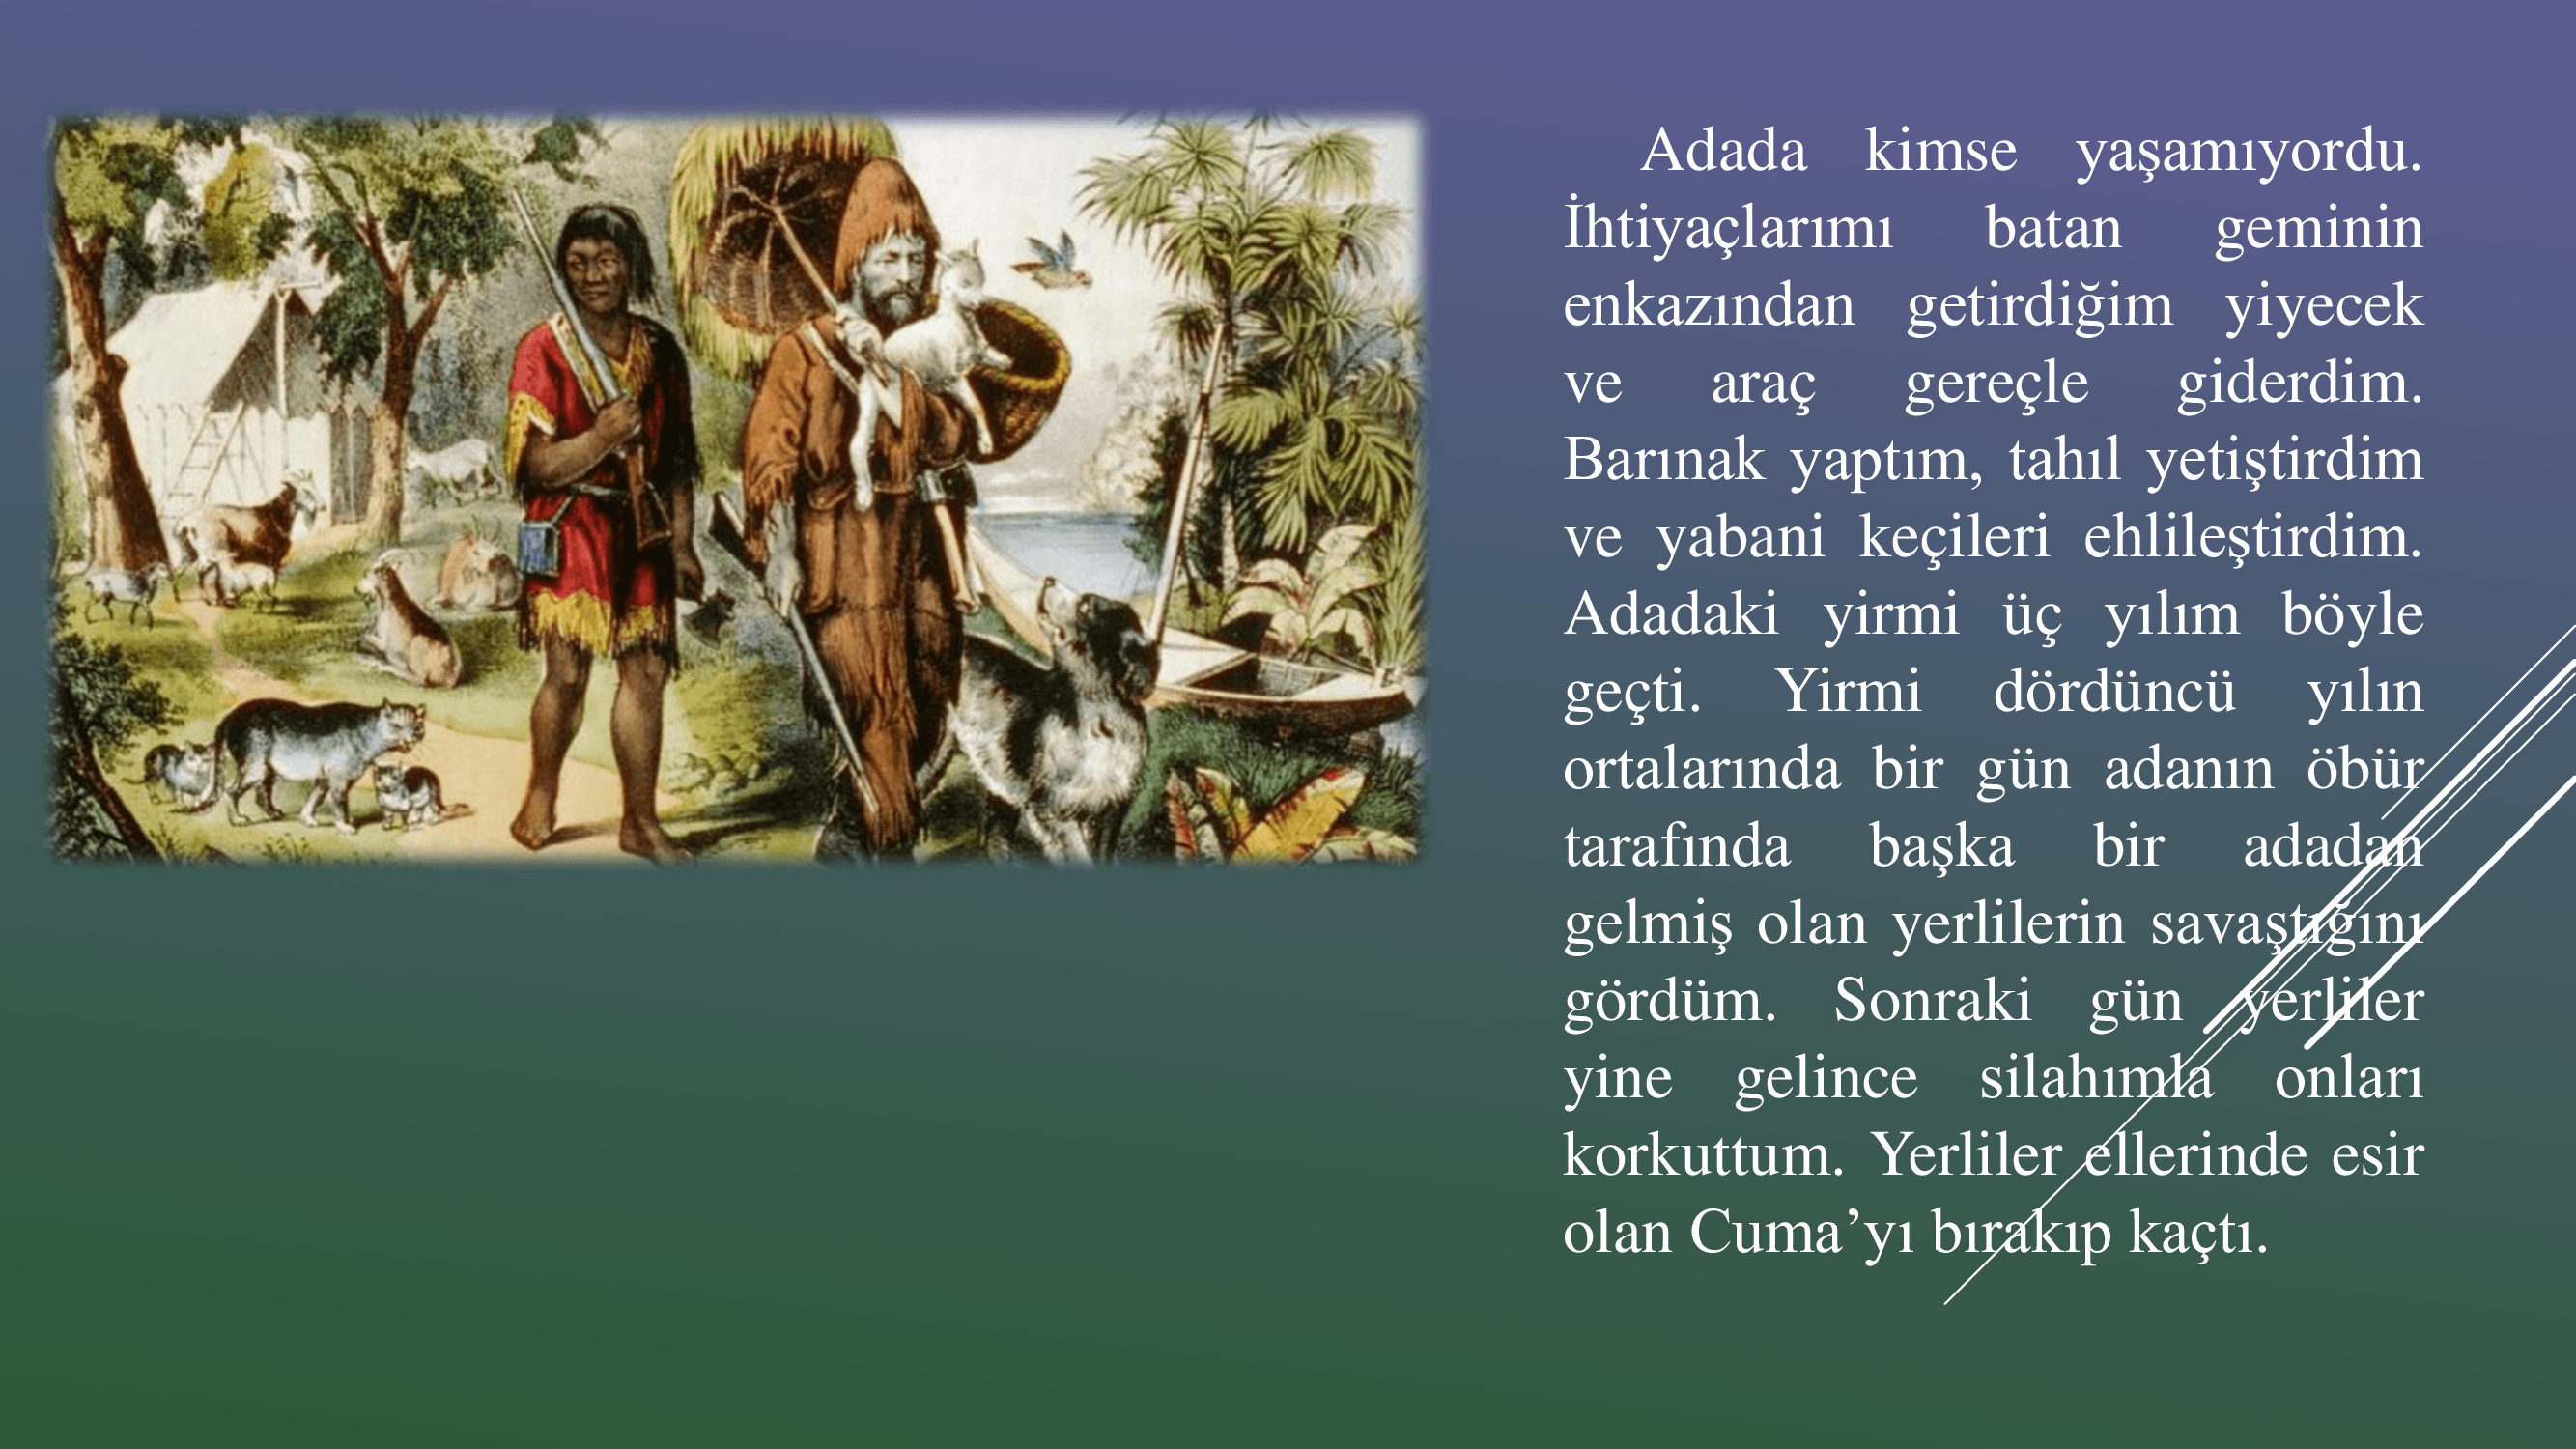 Adada kimse yaşamıyordu.
İhtiyaçlarımı batan geminin
enkazından getirdiğim yiyecek
ve araç gereçle giderdim.
Barınak yaptım, tahıl yetiştirdim
ve yabani keçileri ehlileştirdim.
Adadaki yirmi üç yılım böyle
geçti. Yirmi dördüncü yılın
ortalarında bir gün adanın öbür
tarafında başka bir adadan
gelmiş olan yerlilerin savaştığını
gördüm. Sonraki gün yerliler
yine gelince silahımla onları
korkuttum. Yerliler ellerinde esir
olan Cuma’yı bırakıp kaçtı.